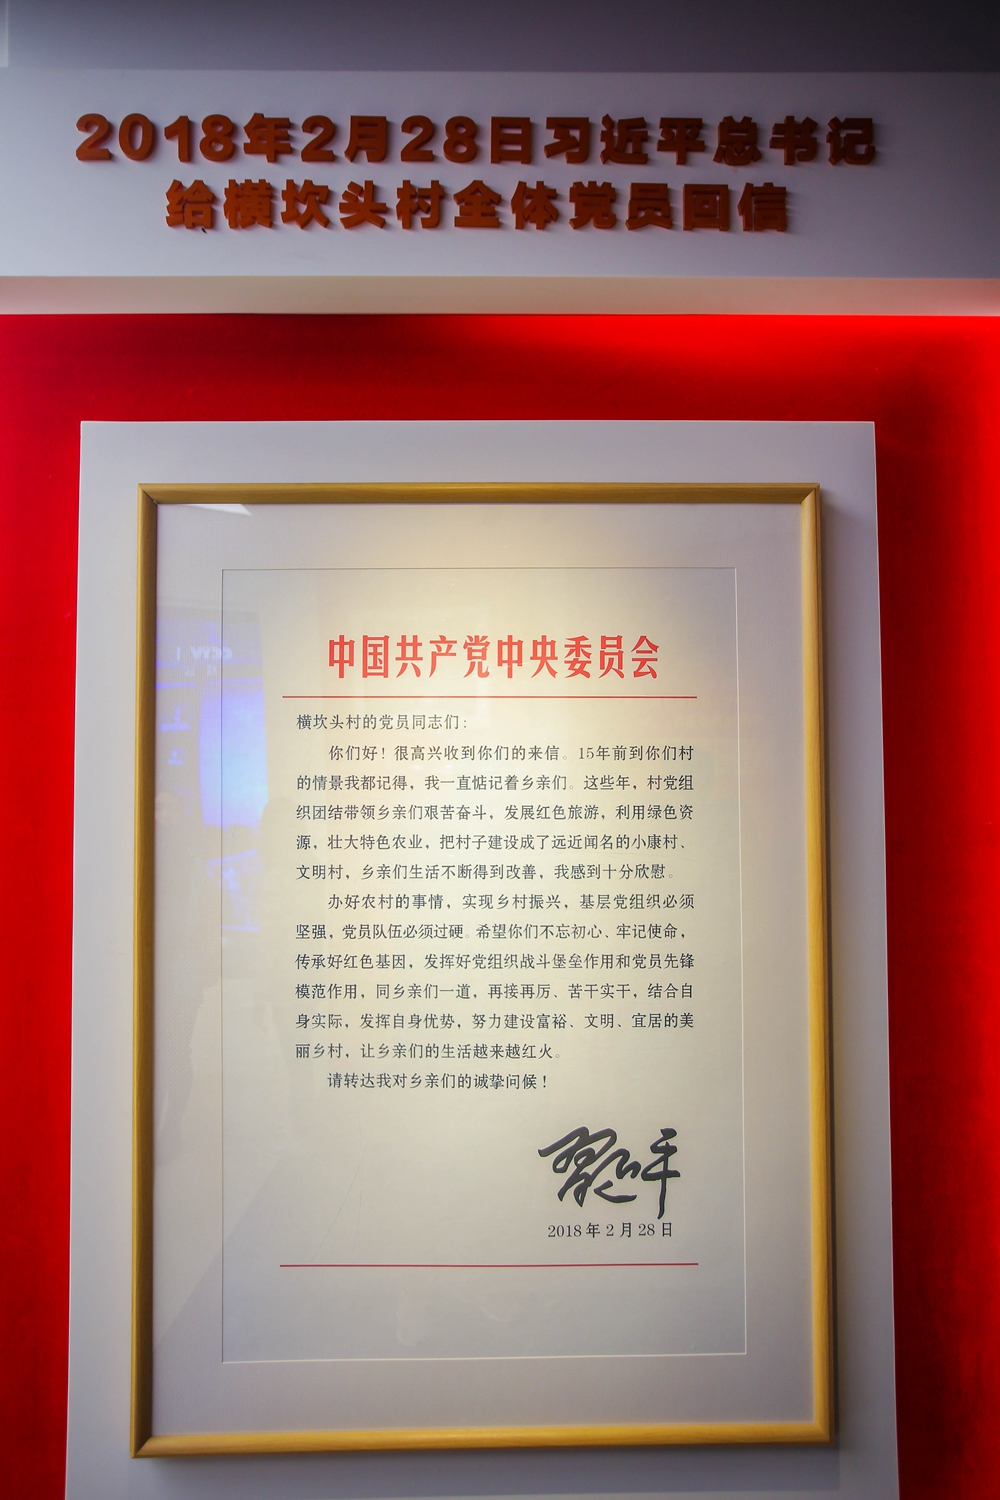 2018年2月28日习近平总书记
给横坎头村全体党员回信
中国共产党中央委员会
横坎头村的党员同志们：
你们好！很高兴收到你们的来信。15年前到你们村
的情景我都记得，我一直惦记着乡亲们。这些年，村党组
织团结带领乡亲们艰苦奋斗，发展红色旅游，利用绿色资
源，壮大特色农业，把村子建设成了远近闻名的小康村、
文明村，乡亲们生活不断得到改善，我感到十分欣慰。
办好农村的事情，实现乡村振兴，基层党组织必须
坚强，党员队伍必须过硬。希望你们不忘初心、牢记使命，
传承好红色基因，发挥好党组织战斗堡垒作用和党员先锋
模范作用，同乡亲们一道，再接再厉、苦干实干，结合自
身实际，发挥自身优势，努力建设富裕、文明、宜居的美
丽乡村，让乡亲们的生活越来越红火。
请转达我对乡亲们的诚挚问候！
习近平
2018年2月28日